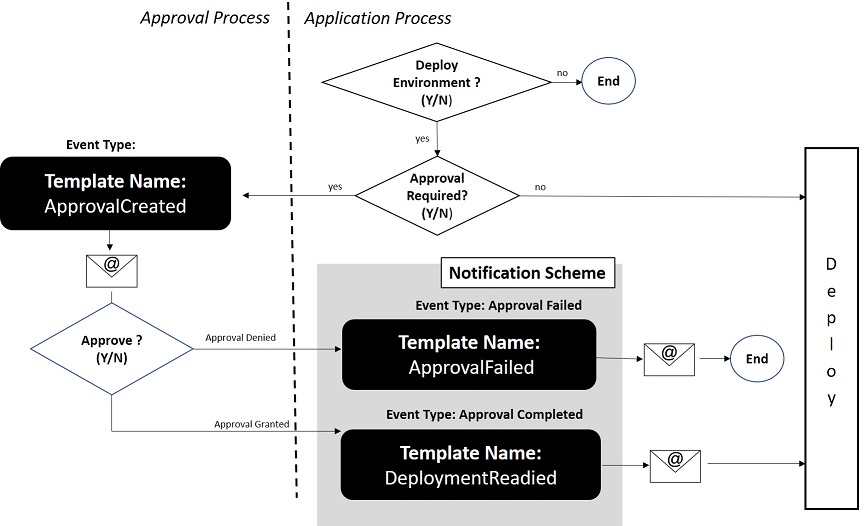 Approval Process
Application Process
Deploy
Environment ?
(Y/N)
no
End
yes
Event Type:
Template Name:
ApprovalCreated
yes
Approval
Required?
(Y/N)
no
@
Notification Scheme
Event Type: Approval Failed
Approve ?
(Y/N)
Approval Denied
Template Name:
ApprovalFailed
@
End
Event Type: Approval Completed
Approval Granted
Template Name:
DeploymentReadied
@
D
e
p
l
o
y